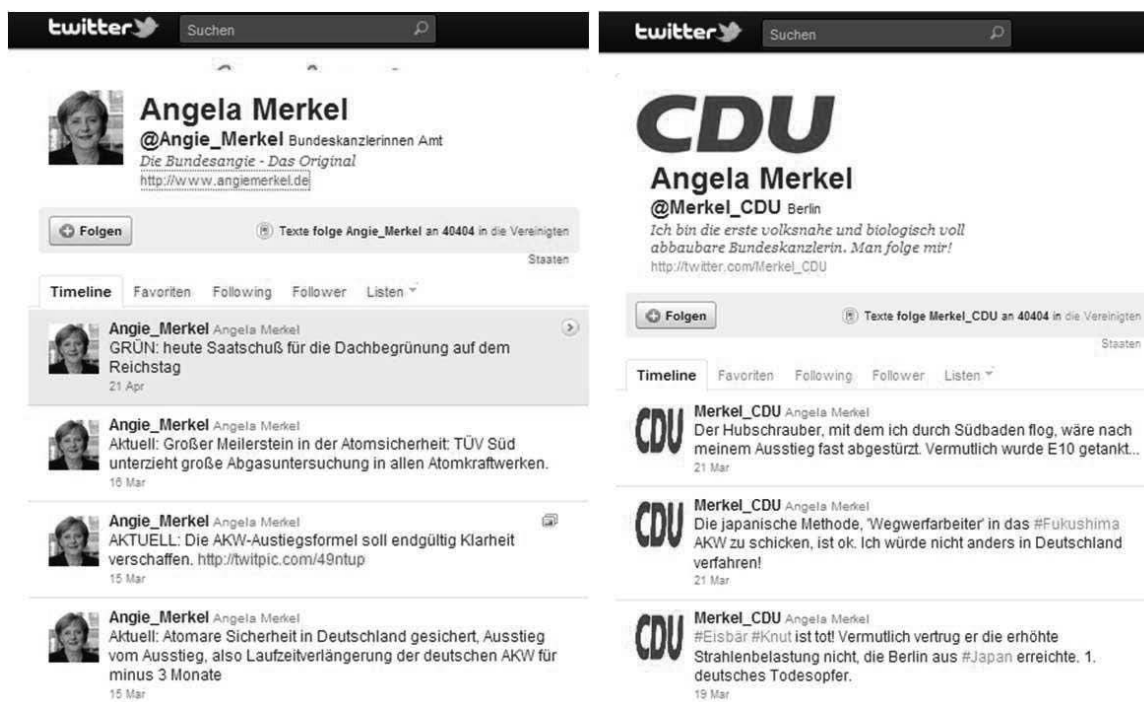 twitter Suchen
Angela Merkel
@Angie_Merkel Bundeskanzlerinnen Amt
Die Bundesangie - Das Original
http://www.angiemerkel.de
Folgen
Texte folge Angie_Merkel an 40404 in die Vereinigten
Staaten
Timeline Favoriten Following Follower Listen
Angie_Merkel Angela Merkel
GRÜN: heute Saatschuß für die Dachbegrünung auf dem
Reichstag
21 Apr
Angie_Merkel Angela Merkel
Aktuell: Großer Meilerstein in der Atomsicherheit: TÜV Süd
unterzieht große Abgasuntersuchung in allen Atomkraftwerken.
16 Mar
Angie_Merkel Angela Merkel
AKTUELL: Die AKW-Austiegsformel soll endgültig Klarheit
verschaffen. http://twitpic.com/49ntup
15 Mar
Angie_Merkel Angela Merkel
Aktuell: Atomare Sicherheit in Deutschland gesichert, Ausstieg
vom Ausstieg, also Laufzeitverlängerung der deutschen AKW für
minus 3 Monate
15 Mar
twitter Suchen
CDU
Angela Merkel
@Merkel_CDU Berlin
Ich bin die erste volksnahe und biologisch voll
abbaubare Bundeskanzlerin. Man folge mir!
http://twitter.com/Merkel_CDU
Folgen
Texte folge Merkel_CDU an 40404 in die Vereinigten
Staaten
Timeline Favoriten Following Follower Listen
CDU
Merkel_CDU Angela Merkel
Der Hubschrauber, mit dem ich durch Südbaden flog, wäre nach
meinem Ausstieg fast abgestürzt. Vermutlich wurde E10 getankt...
21 Mar
CDU
Merkel_CDU Angela Merkel
Die japanische Methode, 'Wegwerfarbeiter' in das #Fukushima
AKW zu schicken, ist ok. Ich würde nicht anders in Deutschland
verfahren!
21 Mar
CDU
Merkel_CDU Angela Merkel
#Eisbär #Knut ist tot! Vermutlich vertrug er die erhöhte
Strahlenbelastung nicht, die Berlin aus #Japan erreichte. 1.
deutsches Todesopfer.
19 Mar